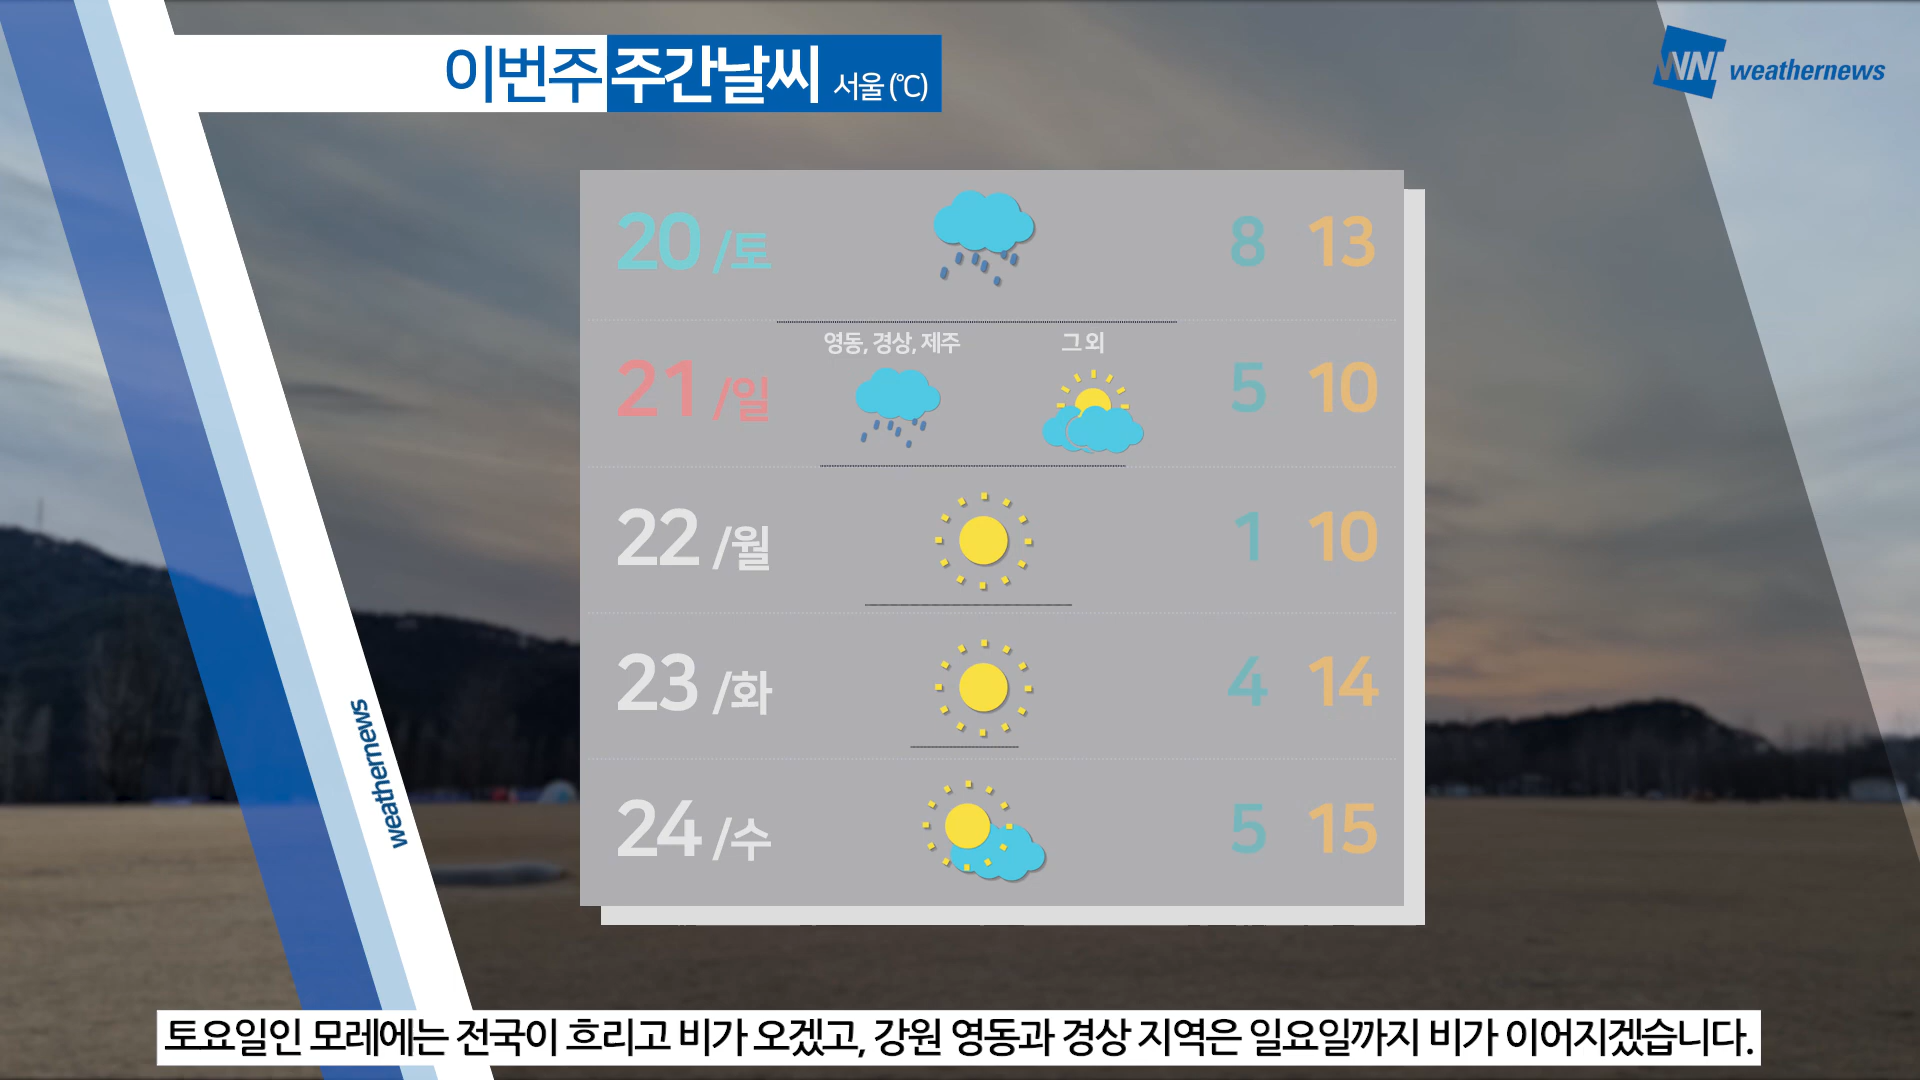 이번주 주간날씨 서울 (℃)
weathernews
20 /토 8 13
영동, 경상, 제주 그 외
21 /일 5 10
22 /월 1 10
23 /화 4 14
24 /수 5 15
weathernews
토요일인 모레에는 전국이 흐리고 비가 오겠고, 강원 영동과 경상 지역은 일요일까지 비가 이어지겠습니다.